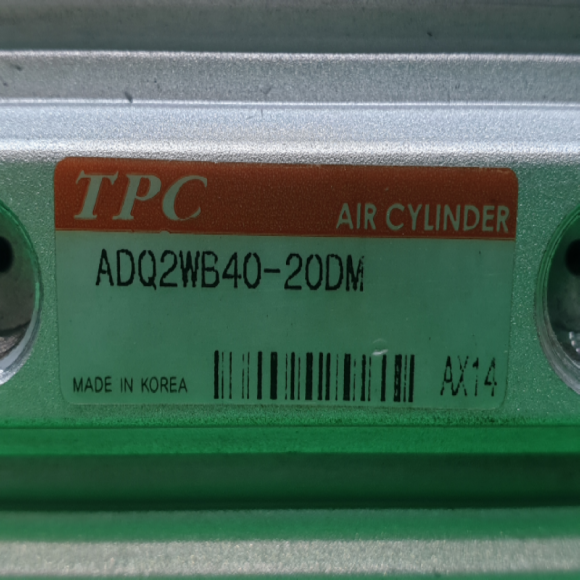 TPC AIR CYLINDER
ADQ2WB40-20DM
MADE IN KOREA AX14